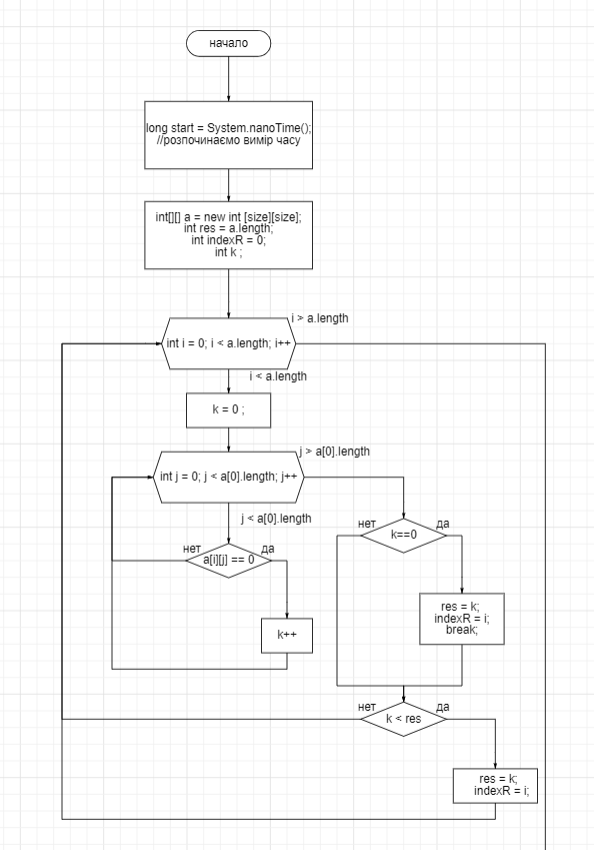 начало
long start = System.nanoTime();
//розпочинаємо вимір часу
int[][] a = new int [size][size];
int res = a.length;
int indexR = 0;
int k ;
i > a.length
int i = 0; i < a.length; i++
i < a.length
k = 0 ;
j > a[0].length
int j = 0; j < a[0].length; j++
j < a[0].length
нет
да
k==0
нет
да
a[i][j] == 0
res = k;
indexR = i;
break;
k++
нет
да
k < res
res = k;
indexR = i;